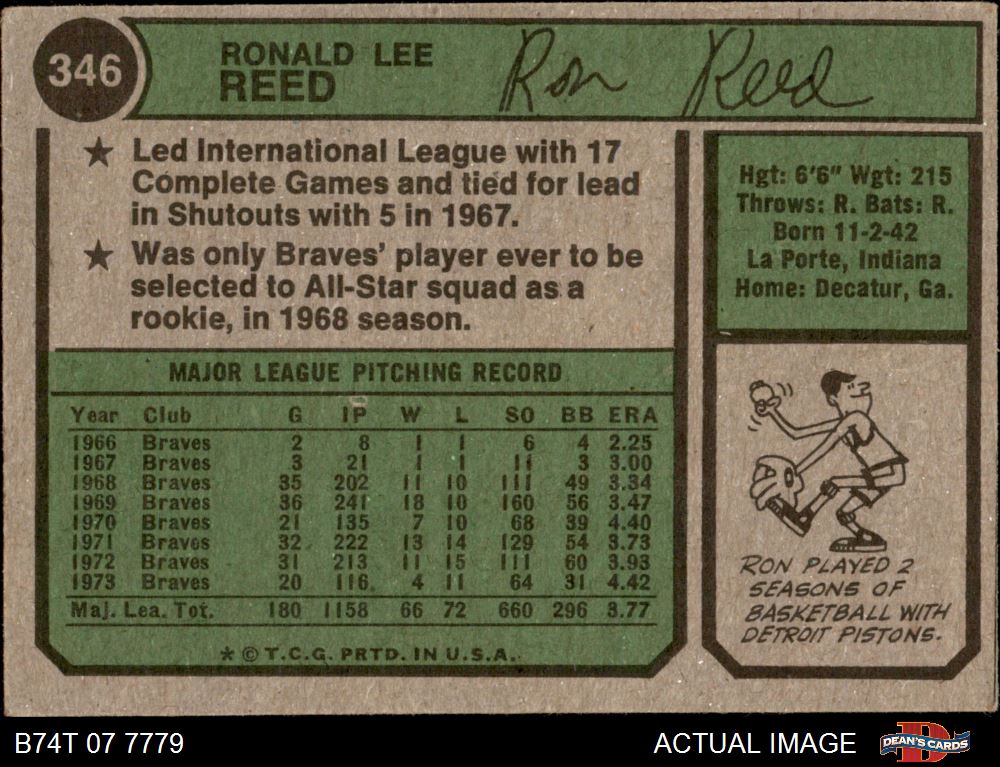 346
RONALD LEE
REED
Ron Reed
★ Led International League with 17
Complete Games and tied for lead
in Shutouts with 5 in 1967.
★ Was only Braves' player ever to be
selected to All-Star squad as a
rookie, in 1968 season.
Hgt: 6'6" Wgt: 215
Throws: R. Bats: R.
Born 11-2-42
La Porte, Indiana
Home: Decatur, Ga.
MAJOR LEAGUE PITCHING RECORD
Year Club G IP W L SO BB ERA
1966 Braves 2 8 1 1 6 4 2.25
1967 Braves 3 21 1 1 11 3 3.00
1968 Braves 35 202 11 10 111 49 3.34
1969 Braves 36 241 18 10 160 56 3.47
1970 Braves 21 135 7 10 68 39 4.40
1971 Braves 32 222 13 14 129 54 3.73
1972 Braves 31 213 11 15 111 60 3.93
1973 Braves 20 116 4 11 64 31 4.42
Maj. Lea. Tot. 180 1158 66 72 660 296 3.77
★ © T.C.G. PRTD. IN U.S.A.
RON PLAYED 2
SEASONS OF
BASKETBALL WITH
DETROIT PISTONS.
B74T 07 7779
ACTUAL IMAGE
D
DEAN'S CARDS